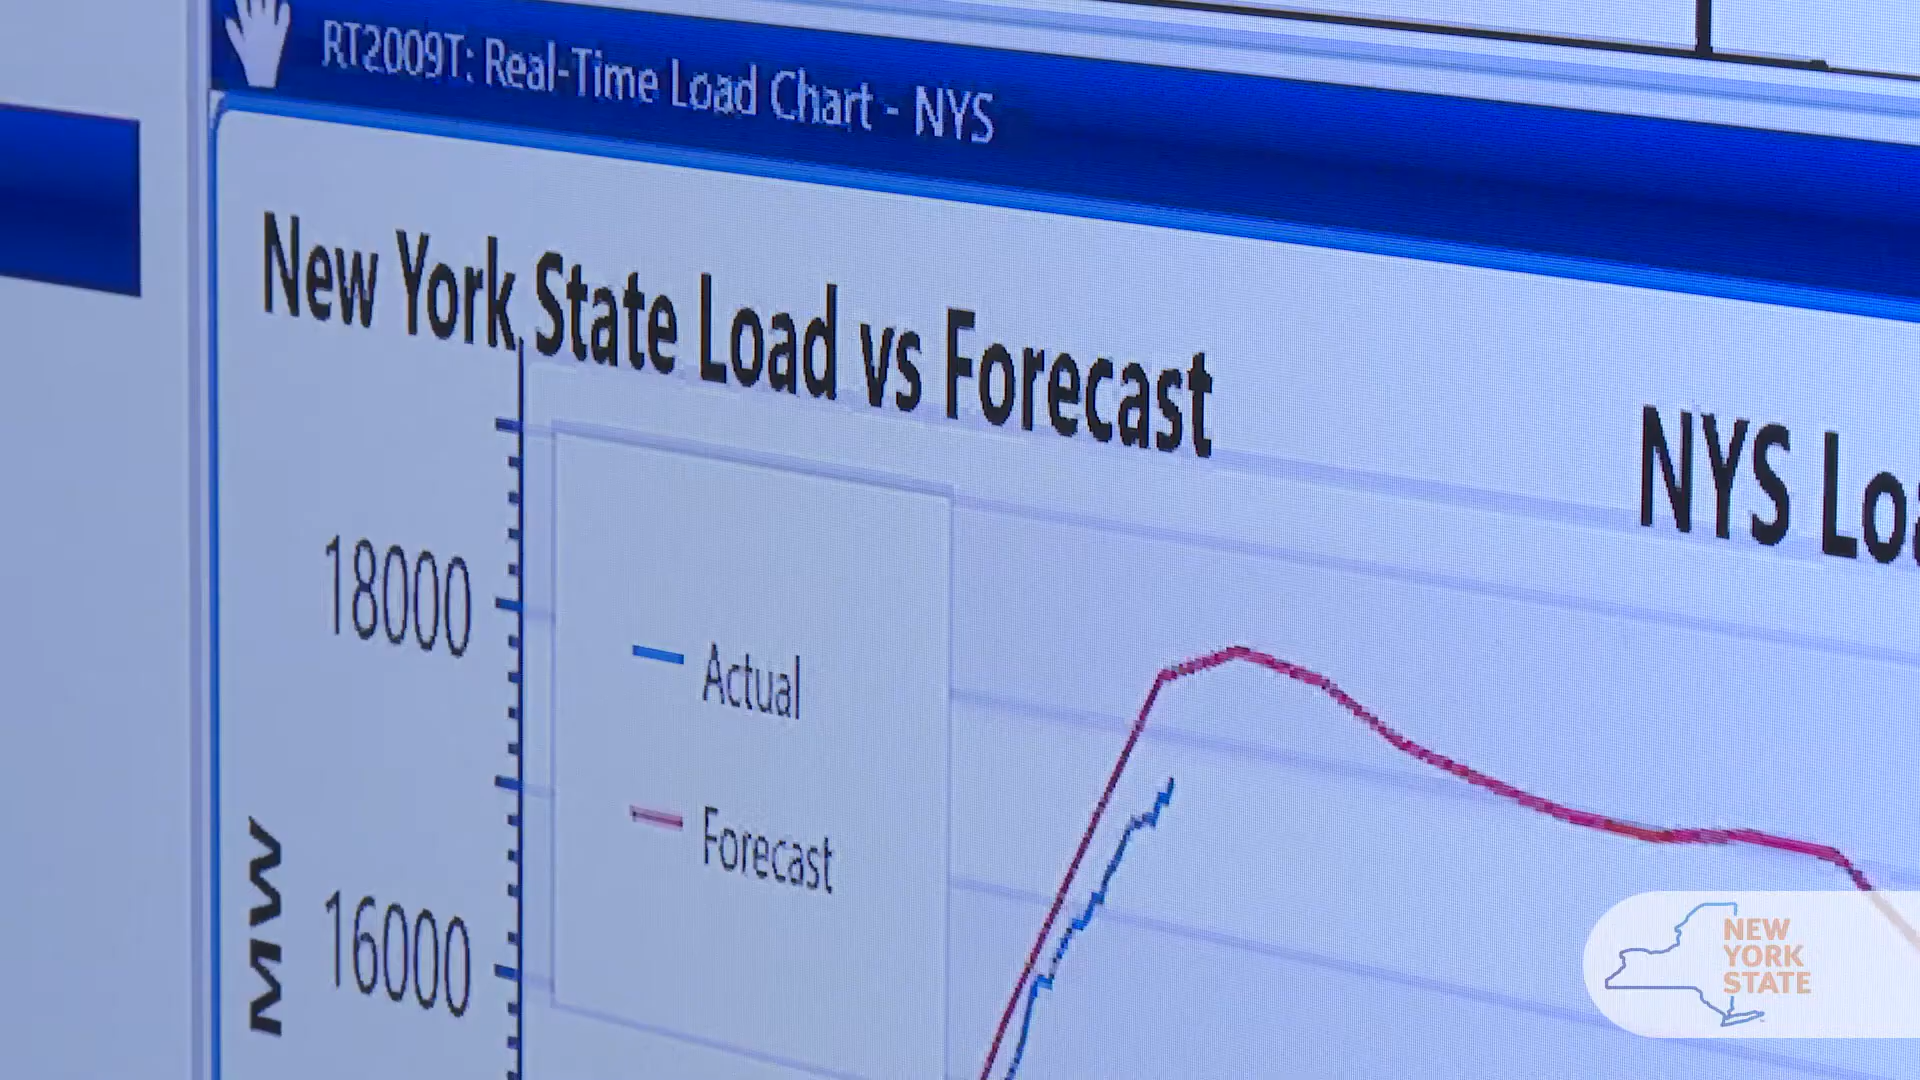 RT2009T: Real-Time Load Chart - NYS
New York State Load vs Forecast
NYS
18000
Actual
Forecast
MW
16000
NEW
YORK
STATE